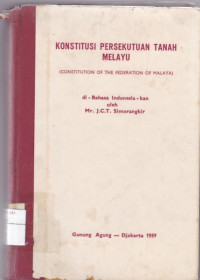 KONSTITUSI PERSEKUTUAN TANAH
MELAYU
(CONSTITUTION OF THE FEDERATION OF MALAYA)
di - Bahasa Indonesia - kan
oleh
Mr. J.C.T. Simorangkir
Gunung Agung — Djakarta 1959